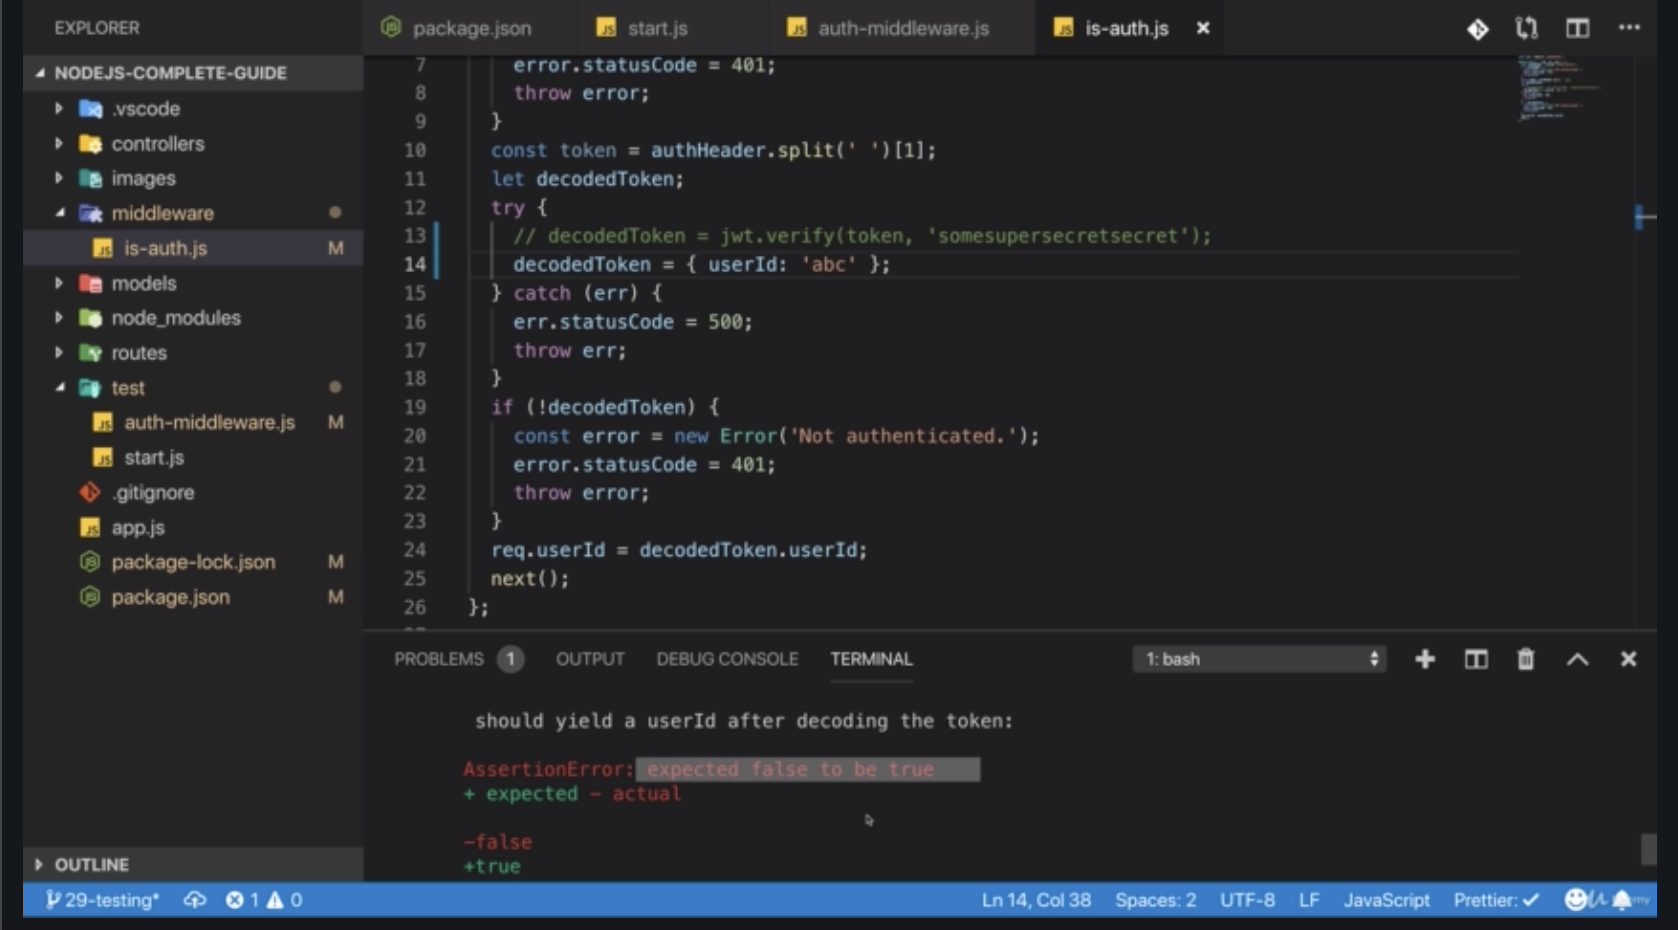 EXPLORER
package.json
start.js
auth-middleware.js
is-auth.js
NODEJS-COMPLETE-GUIDE
.vscode
controllers
images
middleware
is-auth.js M
models
node_modules
routes
test
auth-middleware.js M
start.js
.gitignore
app.js
package-lock.json M
package.json M
OUTLINE
7 error.statusCode = 401;
8 throw error;
9 }
10 const token = authHeader.split(' ')[1];
11 let decodedToken;
12 try {
13 // decodedToken = jwt.verify(token, 'somesupersecretsecret');
14 decodedToken = { userId: 'abc' };
15 } catch (err) {
16 err.statusCode = 500;
17 throw err;
18 }
19 if (!decodedToken) {
20 const error = new Error('Not authenticated.');
21 error.statusCode = 401;
22 throw error;
23 }
24 req.userId = decodedToken.userId;
25 next();
26 };
PROBLEMS 1 OUTPUT DEBUG CONSOLE TERMINAL 1: bash
should yield a userId after decoding the token:
AssertionError: expected false to be true
+ expected - actual
-false
+true
29-testing* 1 0 Ln 14, Col 38 Spaces: 2 UTF-8 LF JavaScript Prettier: ✓